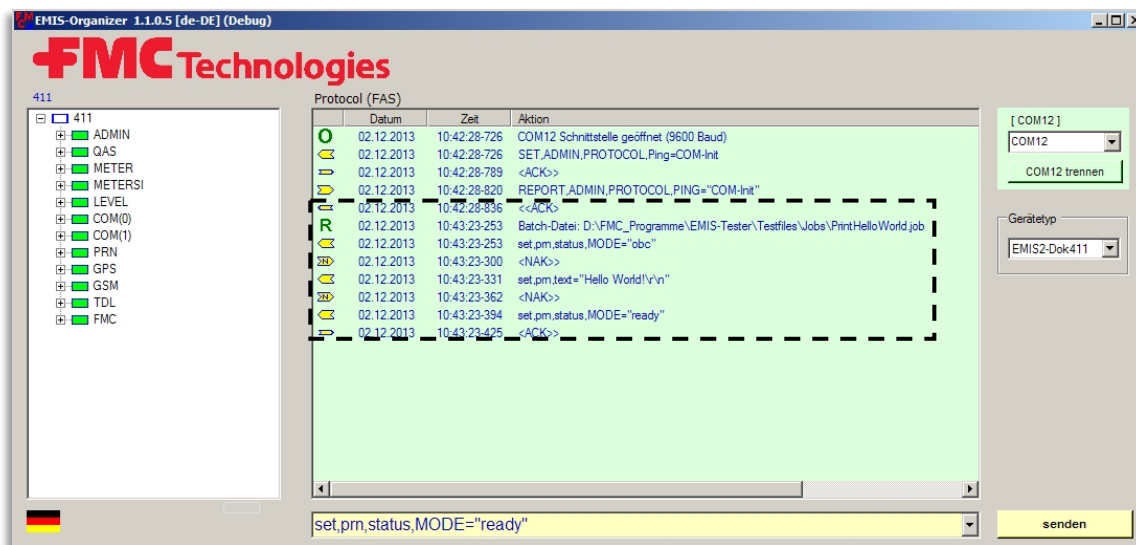 EMIS-Organizer 1.1.0.5 [de-DE] (Debug)
FMC Technologies
411
Protocol (FAS)
411
ADMIN
QAS
METER
METERSI
LEVEL
COM(0)
COM(1)
PRN
GPS
GSM
TDL
FMC
Datum Zeit Aktion
O 02.12.2013 10:42:28-726 COM12 Schnittstelle geöffnet (9600 Baud)
02.12.2013 10:42:28-726 SET,ADMIN,PROTOCOL,Ping=COM-Init
02.12.2013 10:42:28-789 <ACK>>
02.12.2013 10:42:28-820 REPORT,ADMIN,PROTOCOL,PING="COM-Init"
02.12.2013 10:42:28-836 <<ACK>
R 02.12.2013 10:43:23-253 Batch-Datei: D:\FMC_Programme\EMIS-Tester\Testfiles\Jobs\PrintHelloWorld.job
02.12.2013 10:43:23-253 set,prn,status,MODE="obc"
N 02.12.2013 10:43:23-300 <NAK>>
02.12.2013 10:43:23-331 set,prn,text="Hello World!\r\n"
N 02.12.2013 10:43:23-362 <NAK>>
02.12.2013 10:43:23-394 set,prn,status,MODE="ready"
02.12.2013 10:43:23-425 <ACK>>
[ COM12 ]
COM12
COM12 trennen
Gerätetyp
EMIS2-Dok411
set,prn,status,MODE="ready"
senden